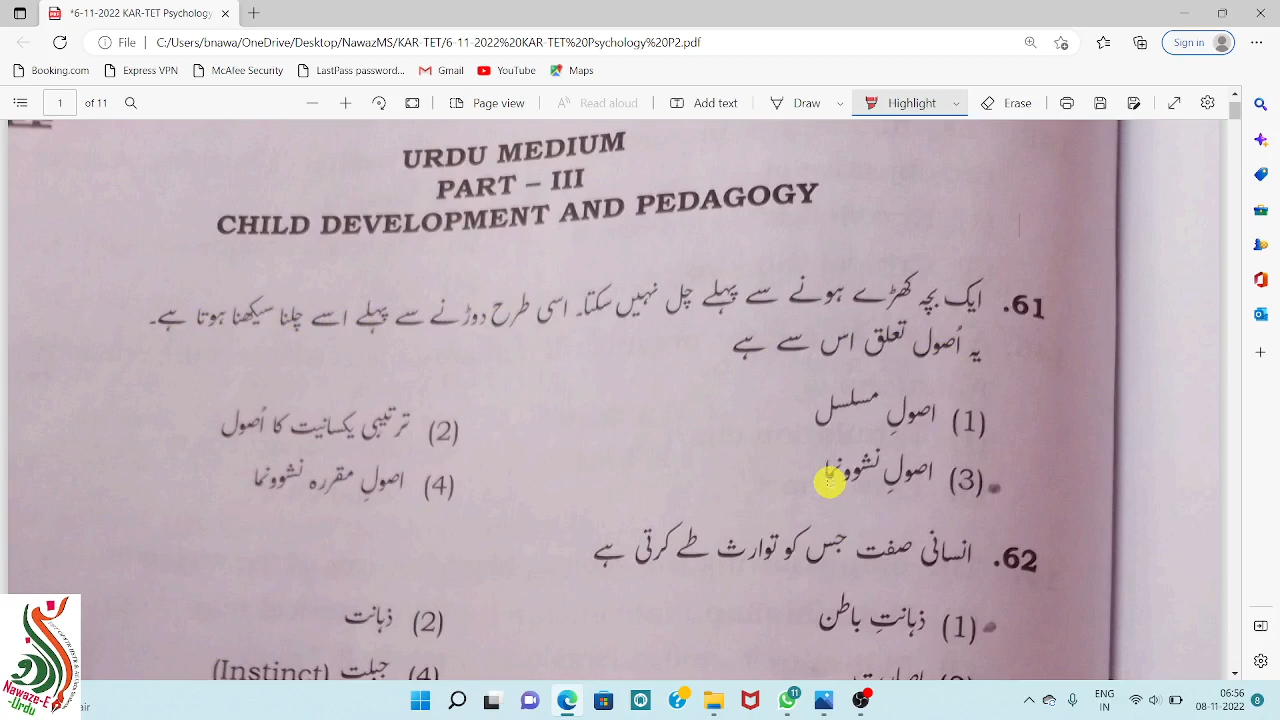 *6-11-2022 KAR-TET Psychology
File C:/Users/bnawa/OneDrive/Desktop/NawazMS/KAR-TET/6-11-2022%20KAR-TET%20Psychology%20P2.pdf
Sign in
Booking.com Express VPN McAfee Security LastPass password... Gmail YouTube Maps
1 of 11 Page view Read aloud Add text Draw Highlight Erase
URDU MEDIUM
PART – III
CHILD DEVELOPMENT AND PEDAGOGY
61. ایک بچہ کھڑے ہونے سے پہلے چل نہیں سکتا۔ اسی طرح دوڑنے سے پہلے اسے چلنا سیکھنا ہوتا ہے۔
یہ اُصول تعلق اس سے ہے
(1) اصولِ مسلسل (2) ترتیبی یکسانیت کا اُصول
(3) اصولِ نشوونما (4) اصولِ مقررہ نشوونما
62. انسانی صفت جس کو توارث طے کرتی ہے
(1) ذہانتِ باطن (2) ذہانت
(4) جبلت (Instinct)
Nawaze-E
-Urdu
air
11
ENG
IN
06:56
08-11-2022